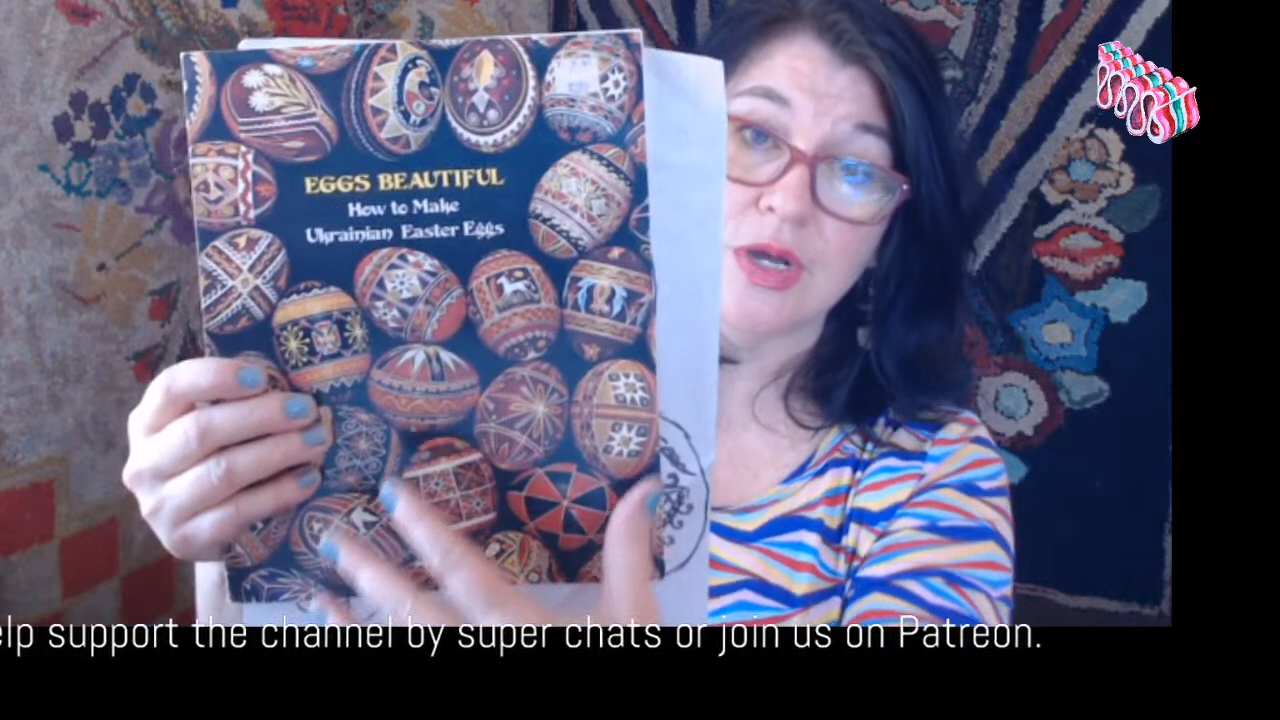 EGGS BEAUTIFUL
How to Make
Ukrainian Easter Eggs
elp support the channel by super chats or join us on Patreon.